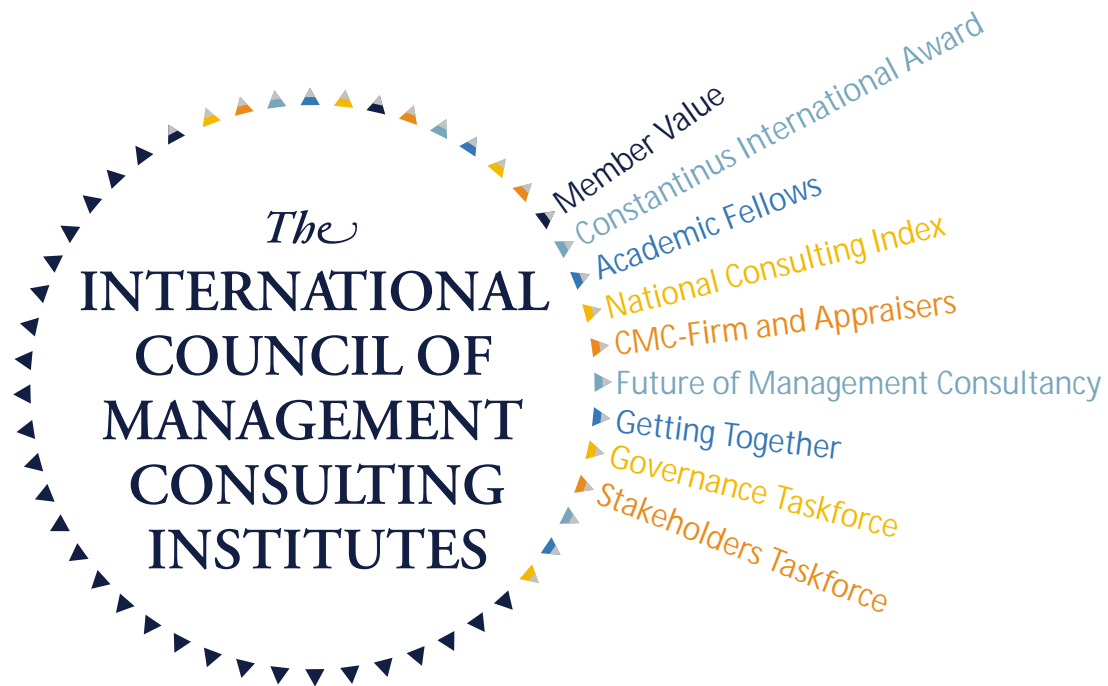 The
INTERNATIONAL
COUNCIL OF
MANAGEMENT
CONSULTING
INSTITUTES
Member Value
Constantinus International Award
Academic Fellows
National Consulting Index
CMC-Firm and Appraisers
Future of Management Consultancy
Getting Together
Governance Taskforce
Stakeholders Taskforce